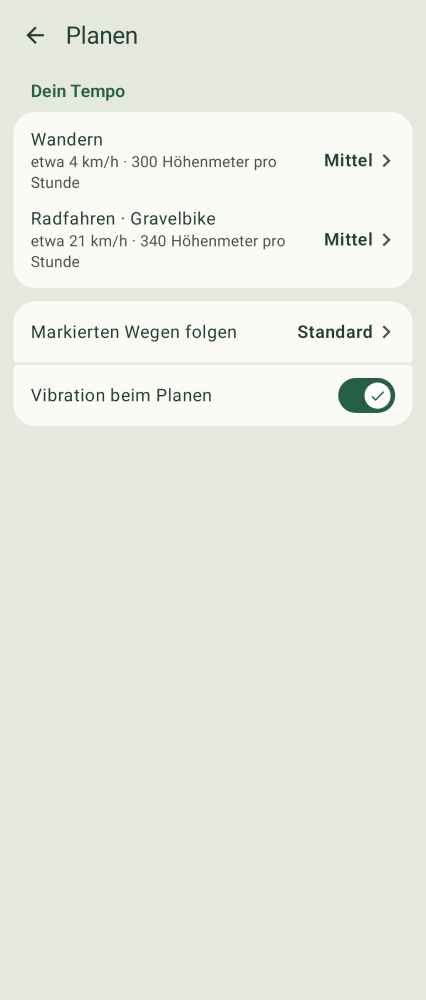 Planen
Dein Tempo
Wandern
etwa 4 km/h · 300 Höhenmeter pro
Stunde
Mittel
Radfahren · Gravelbike
etwa 21 km/h · 340 Höhenmeter pro
Stunde
Mittel
Markierten Wegen folgen
Standard
Vibration beim Planen